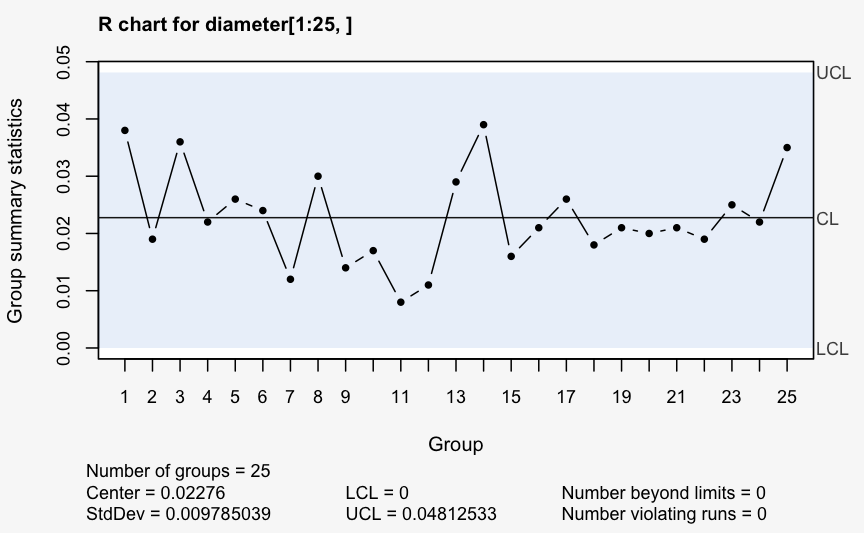 R chart for diameter[1:25, ]
Group summary statistics
0.05
0.04
0.03
0.02
0.01
0.00
UCL
CL
LCL
1 2 3 4 5 6 7 8 9 11 13 15 17 19 21 23 25
Group
Number of groups = 25
Center = 0.02276 LCL = 0 Number beyond limits = 0
StdDev = 0.009785039 UCL = 0.04812533 Number violating runs = 0